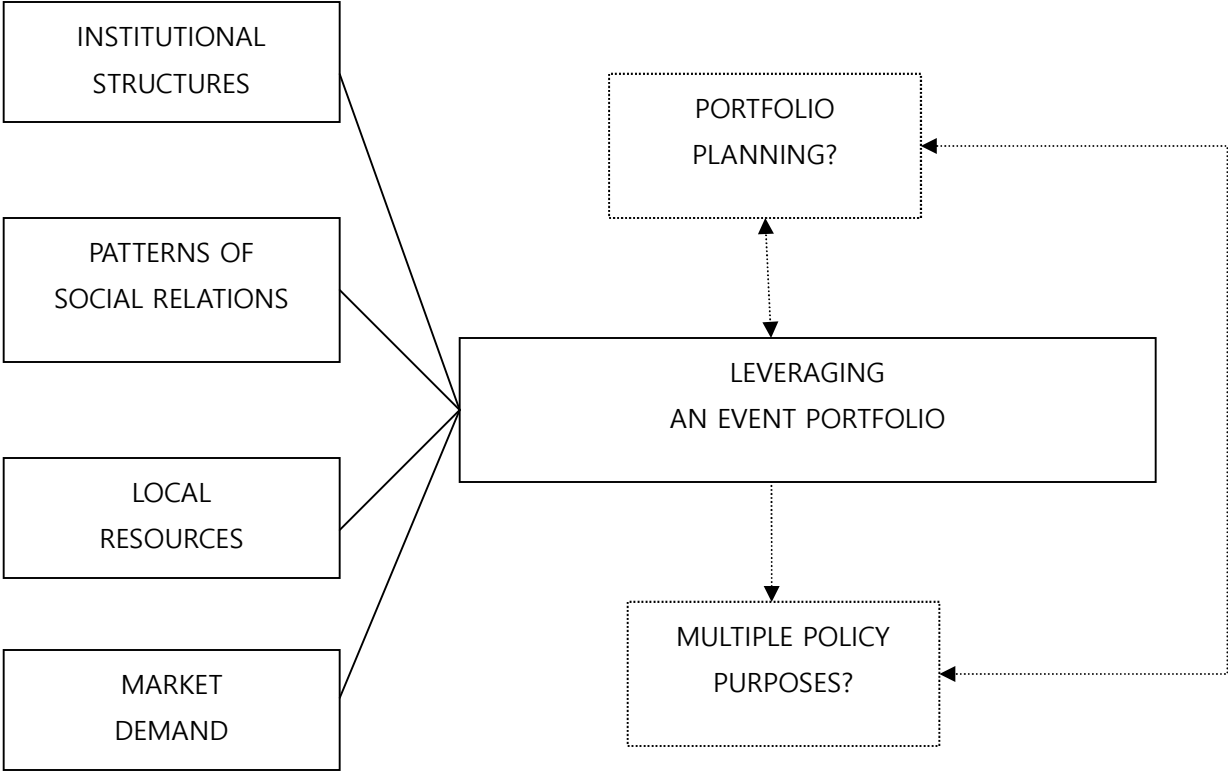 INSTITUTIONAL
STRUCTURES
PATTERNS OF
SOCIAL RELATIONS
LOCAL
RESOURCES
MARKET
DEMAND
PORTFOLIO
PLANNING?
LEVERAGING
AN EVENT PORTFOLIO
MULTIPLE POLICY
PURPOSES?